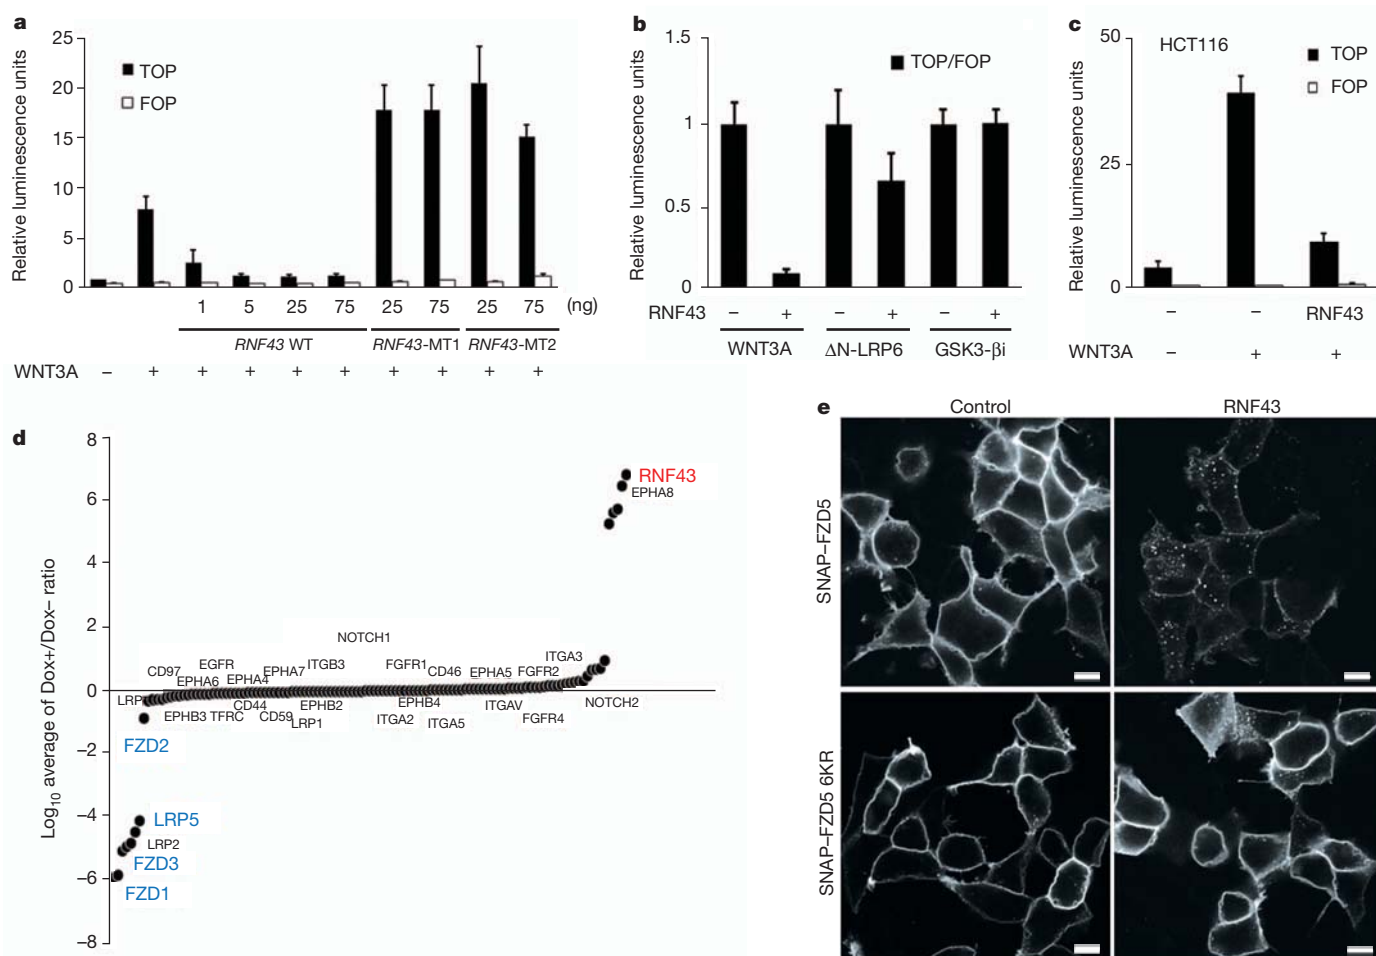 a
25
20
15
10
5
0
Relative luminescence units
TOP
FOP
1 5 25 75 25 75 25 75 (ng)
RNF43 WT RNF43-MT1 RNF43-MT2
WNT3A – + + + + + + + + +
b
1.5
1
0.5
0
Relative luminescence units
TOP/FOP
RNF43 – + – + – +
WNT3A ΔN-LRP6 GSK3-βi
c
50
25
0
Relative luminescence units
HCT116
TOP
FOP
– – RNF43
WNT3A – + +
d
8
6
4
2
0
–2
–4
–6
–8
Log10 average of Dox+/Dox– ratio
RNF43
EPHA8
NOTCH1
CD97 EGFR EPHA7 ITGB3 FGFR1 CD46 EPHA5 FGFR2 ITGA3
EPHA6 EPHA4
LRP CD44 EPHB2 EPHB4 ITGAV NOTCH2
EPHB3 TFRC CD59 LRP1 ITGA2 ITGA5 FGFR4
FZD2
LRP5
LRP2
FZD3
FZD1
e
Control RNF43
SNAP–FZD5
SNAP–FZD5 6KR